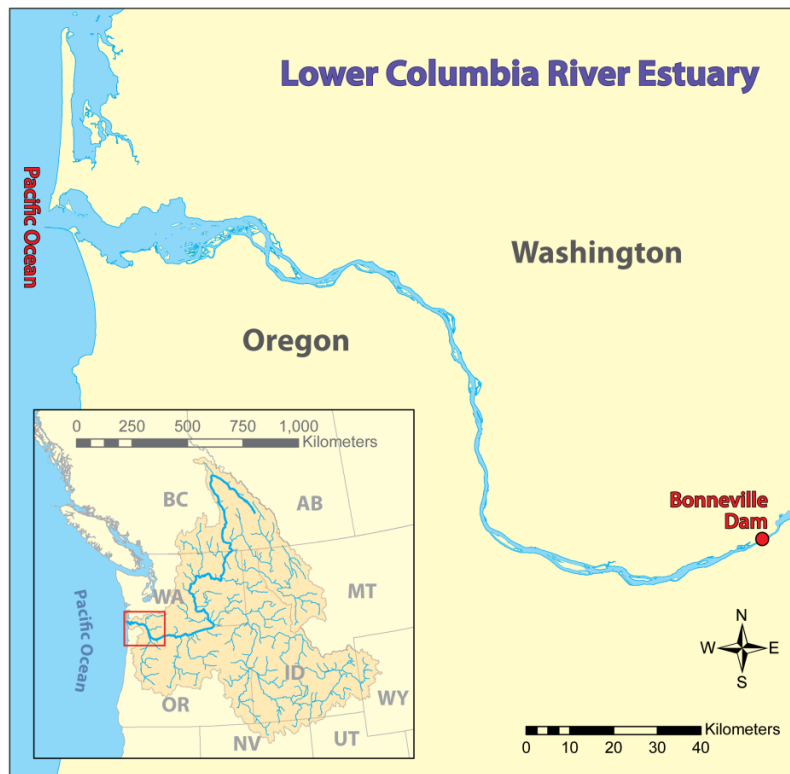 Lower Columbia River Estuary
Pacific Ocean
Washington
Oregon
Bonneville
Dam
0 250 500 750 1,000
Kilometers
BC
AB
WA
MT
Pacific Ocean
ID
OR
WY
NV
UT
N
W E
S
Kilometers
0 10 20 30 40